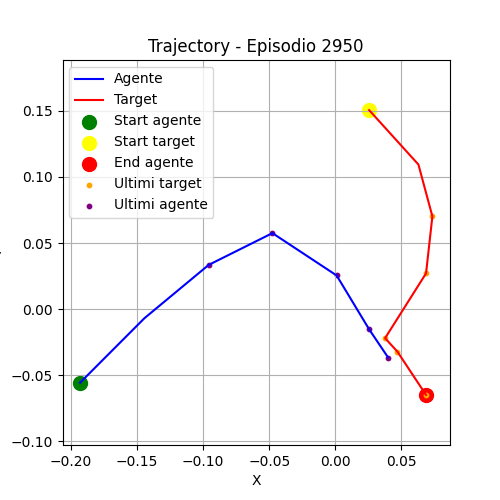 Trajectory - Episodio 2950
Agente
Target
Start agente
Start target
End agente
Ultimi target
Ultimi agente
0.15
0.10
0.05
0.00
−0.05
−0.10
−0.20
−0.15
−0.10
−0.05
0.00
0.05
X